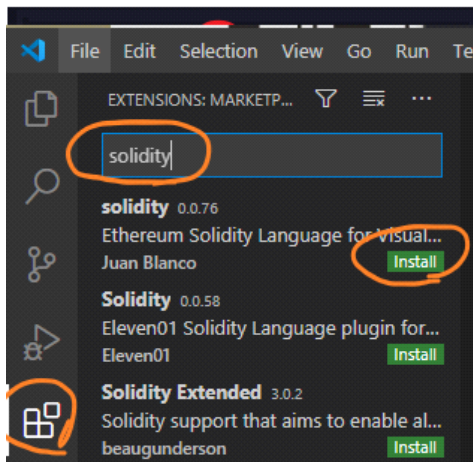 File Edit Selection View Go Run Te
EXTENSIONS: MARKETP... ...
solidity
solidity 0.0.76
Ethereum Solidity Language for Visual...
Juan Blanco Install
Solidity 0.0.58
Eleven01 Solidity Language plugin for...
Eleven01 Install
Solidity Extended 3.0.2
Solidity support that aims to enable al...
beaugunderson Install